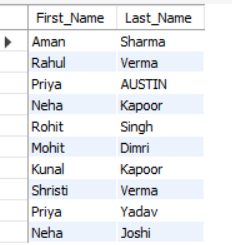 First_Name Last_Name
Aman Sharma
Rahul Verma
Priya AUSTIN
Neha Kapoor
Rohit Singh
Mohit Dimri
Kunal Kapoor
Shristi Verma
Priya Yadav
Neha Joshi